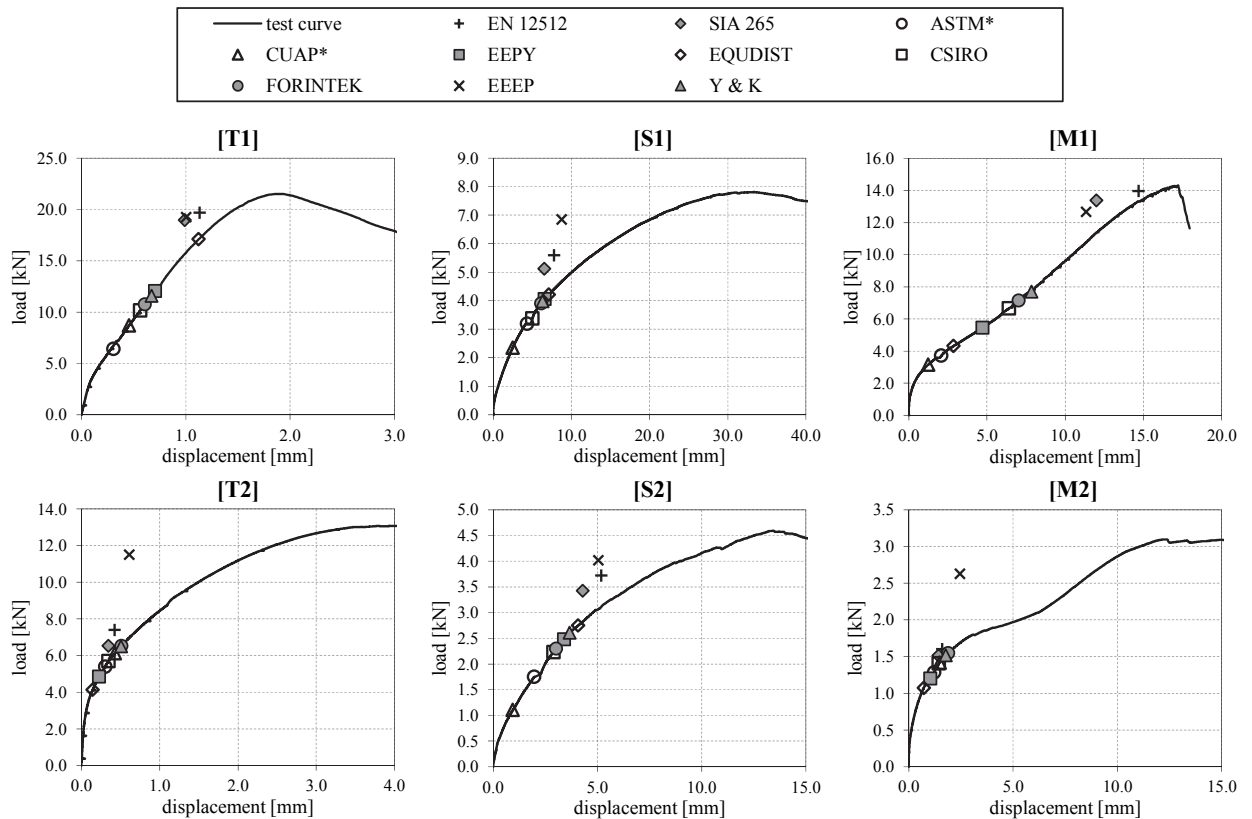 test curve EN 12512 SIA 265 ASTM*
CUAP* EEPY EQUDIST CSIRO
FORINTEK EEEP Y & K
[T1]
25.0
20.0
15.0
10.0
5.0
0.0
load [kN]
0.0 1.0 2.0 3.0
displacement [mm]
[S1]
9.0
8.0
7.0
6.0
5.0
4.0
3.0
2.0
1.0
0.0
load [kN]
0.0 10.0 20.0 30.0 40.0
displacement [mm]
[M1]
16.0
14.0
12.0
10.0
8.0
6.0
4.0
2.0
0.0
load [kN]
0.0 5.0 10.0 15.0 20.0
displacement [mm]
[T2]
14.0
12.0
10.0
8.0
6.0
4.0
2.0
0.0
load [kN]
0.0 1.0 2.0 3.0 4.0
displacement [mm]
[S2]
5.0
4.5
4.0
3.5
3.0
2.5
2.0
1.5
1.0
0.5
0.0
load [kN]
0.0 5.0 10.0 15.0
displacement [mm]
[M2]
3.5
3.0
2.5
2.0
1.5
1.0
0.5
0.0
load [kN]
0.0 5.0 10.0 15.0
displacement [mm]